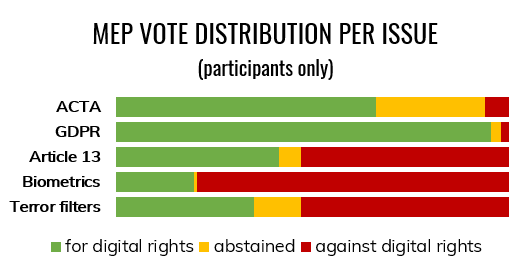 MEP VOTE DISTRIBUTION PER ISSUE
(participants only)
ACTA
GDPR
Article 13
Biometrics
Terror filters
for digital rights abstained against digital rights